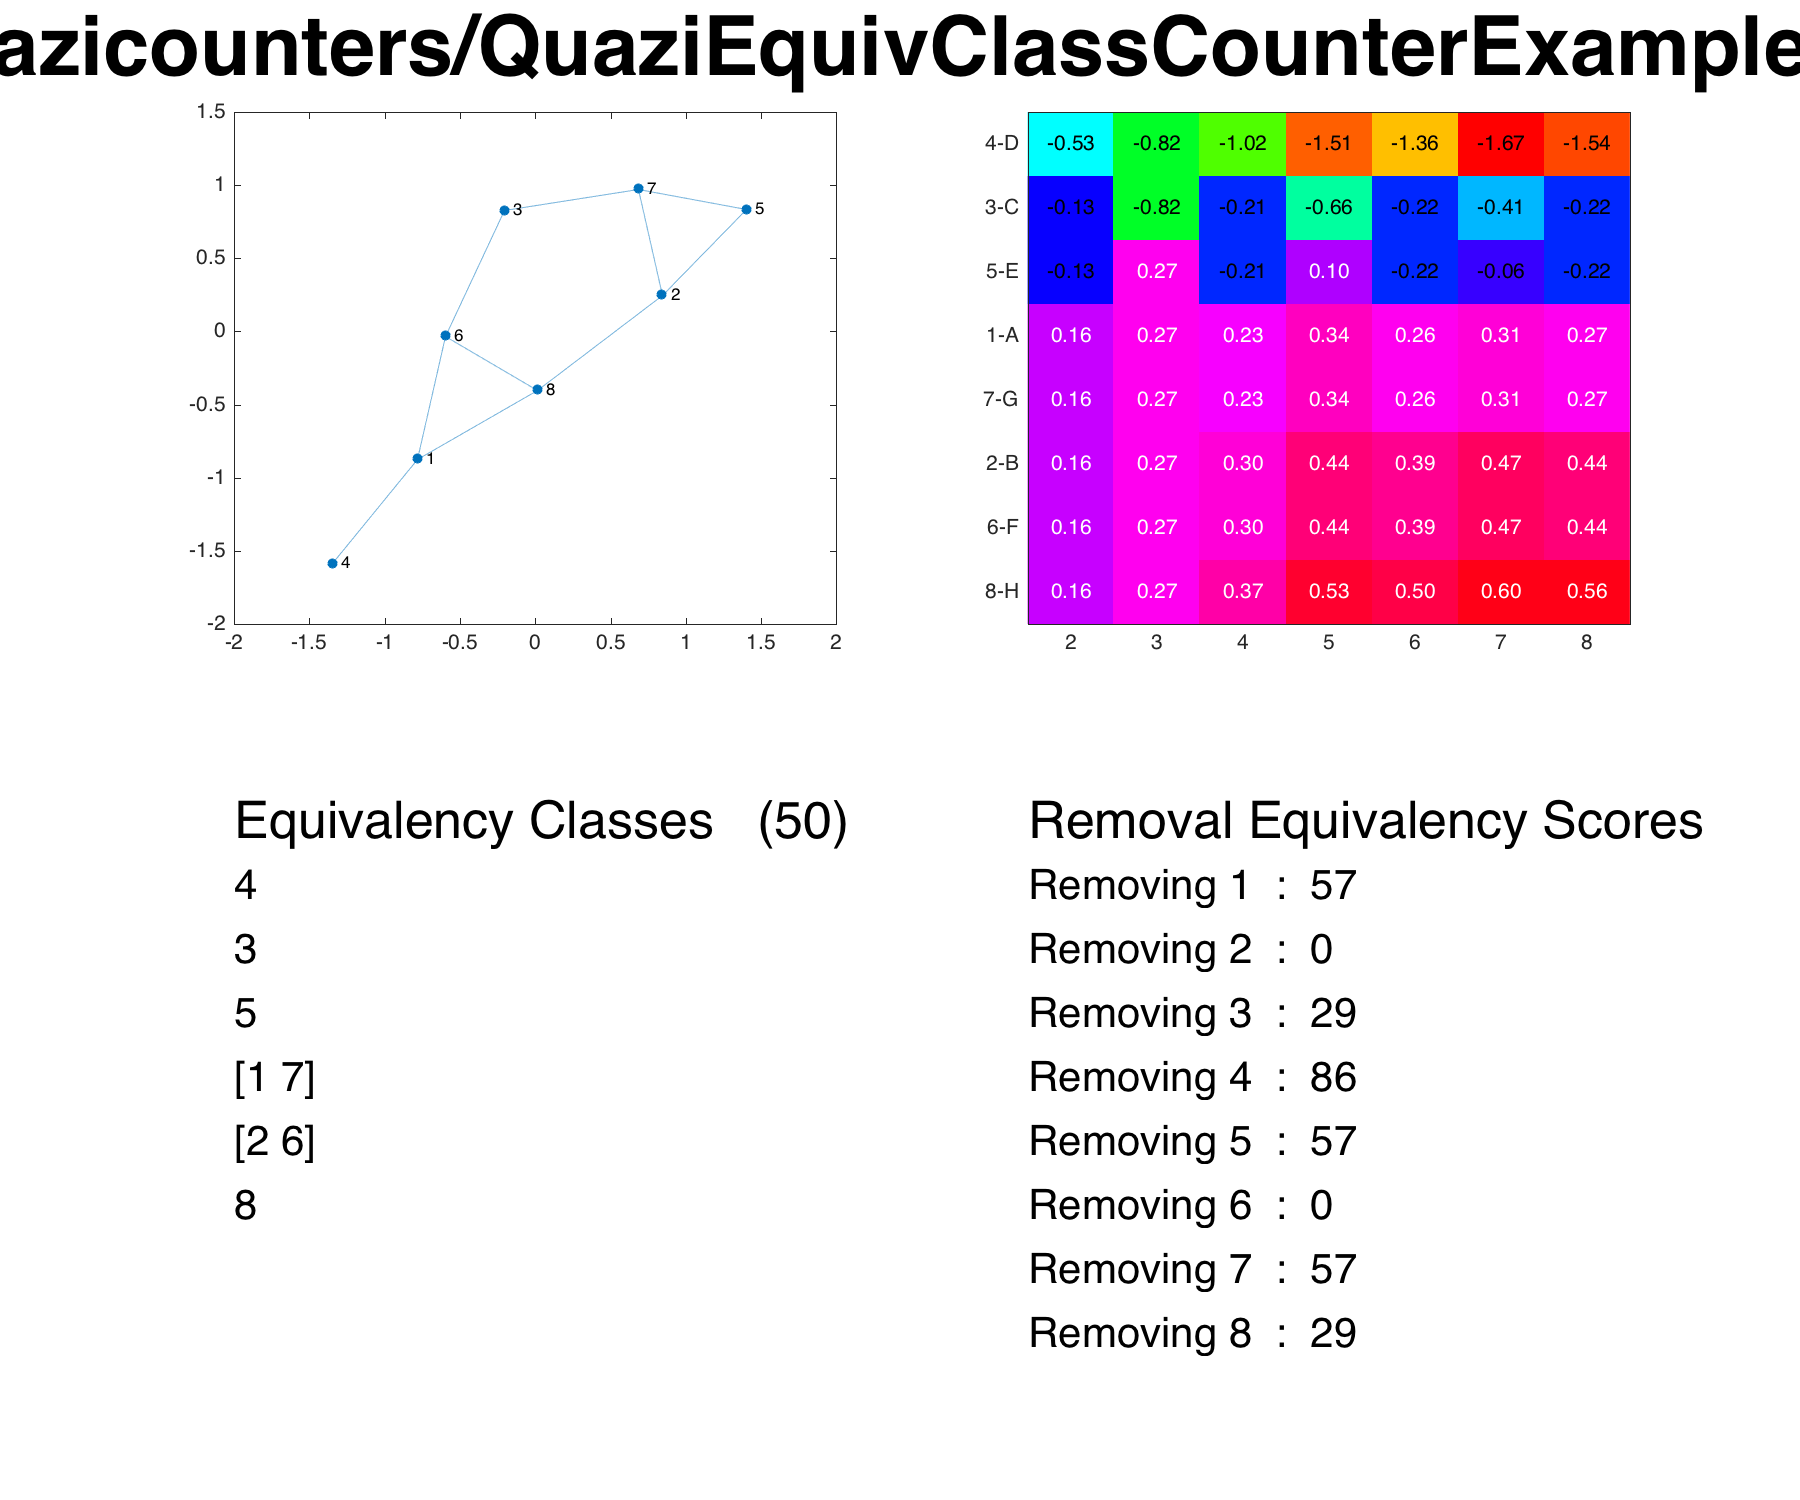 azicounters/QuaziEquivClassCounterExample
1.5
1
0.5
0
-0.5
-1
-1.5
-2
-2 -1.5 -1 -0.5 0 0.5 1 1.5 2
7
3
5
2
6
8
1
4
4-D -0.53 -0.82 -1.02 -1.51 -1.36 -1.67 -1.54
3-C -0.13 -0.82 -0.21 -0.66 -0.22 -0.41 -0.22
5-E -0.13 0.27 -0.21 0.10 -0.22 -0.06 -0.22
1-A 0.16 0.27 0.23 0.34 0.26 0.31 0.27
7-G 0.16 0.27 0.23 0.34 0.26 0.31 0.27
2-B 0.16 0.27 0.30 0.44 0.39 0.47 0.44
6-F 0.16 0.27 0.30 0.44 0.39 0.47 0.44
8-H 0.16 0.27 0.37 0.53 0.50 0.60 0.56
2 3 4 5 6 7 8
Equivalency Classes (50)
4
3
5
[1 7]
[2 6]
8
Removal Equivalency Scores
Removing 1 : 57
Removing 2 : 0
Removing 3 : 29
Removing 4 : 86
Removing 5 : 57
Removing 6 : 0
Removing 7 : 57
Removing 8 : 29